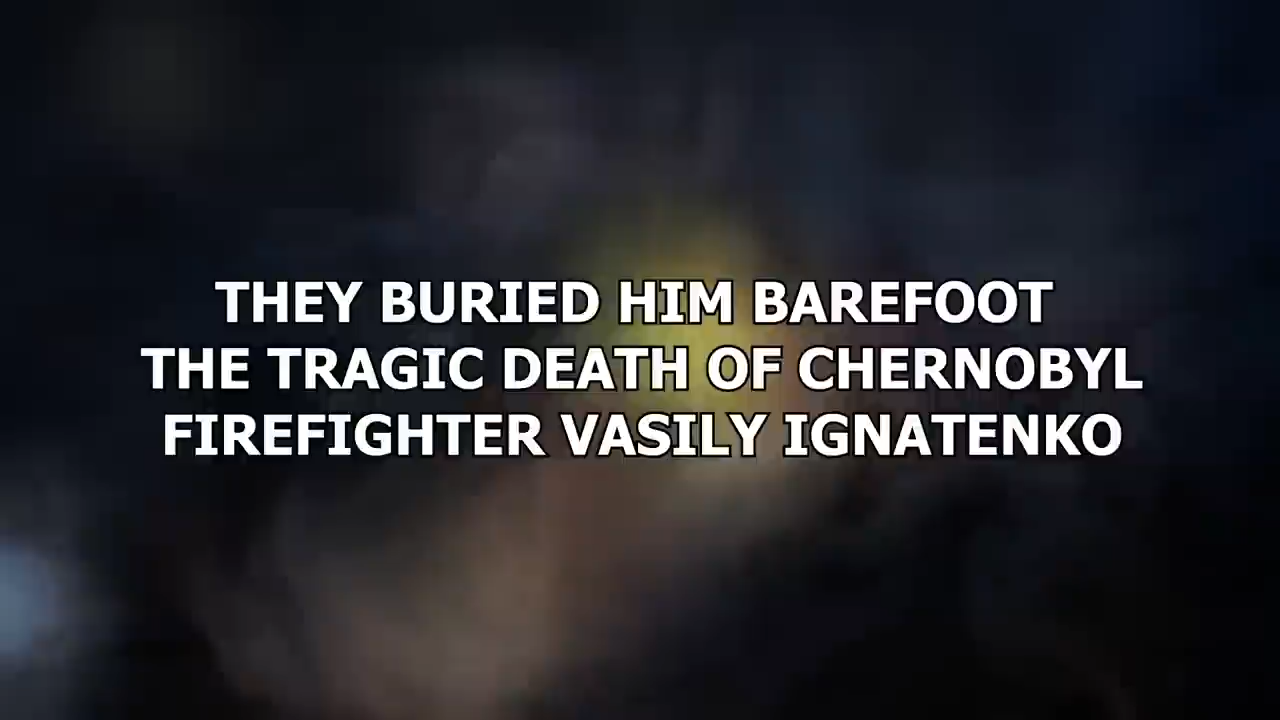 THEY BURIED HIM BAREFOOT
THE TRAGIC DEATH OF CHERNOBYL
FIREFIGHTER VASILY IGNATENKO